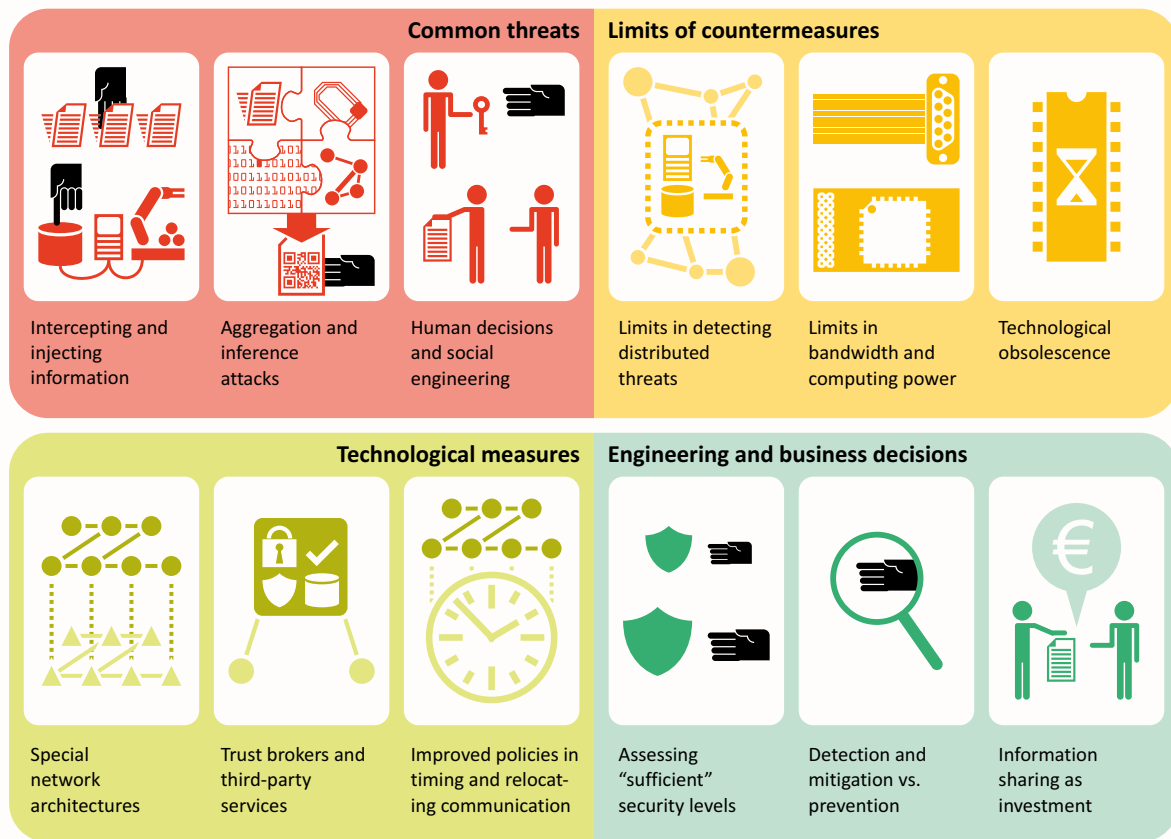 Common threats
Intercepting and
injecting
information
Aggregation and
inference
attacks
Human decisions
and social
engineering
Limits of countermeasures
Limits in detecting
distributed
threats
Limits in
bandwidth and
computing power
Technological
obsolescence
Technological measures
Special
network
architectures
Trust brokers and
third-party
services
Improved policies in
timing and relocat-
ing communication
Engineering and business decisions
Assessing
“sufficient”
security levels
Detection and
mitigation vs.
prevention
€
Information
sharing as
investment